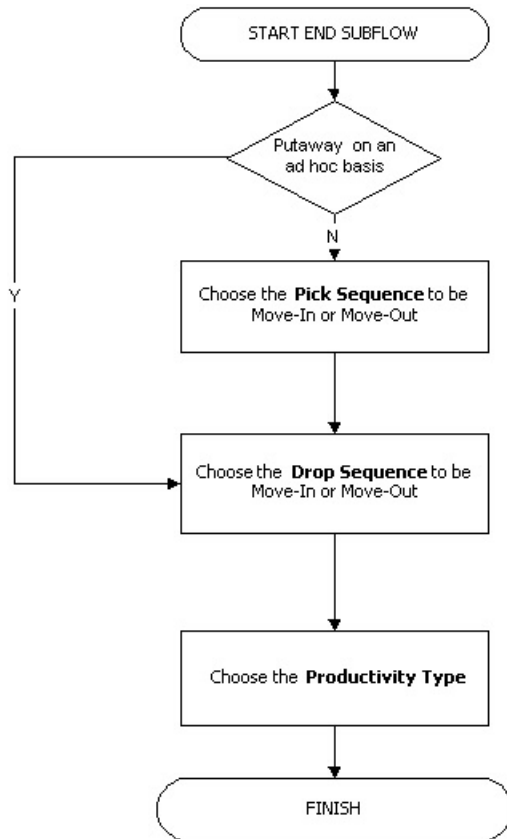 START END SUBFLOW
Putaway on an
ad hoc basis
N
Y
Choose the Pick Sequence to be
Move-In or Move-Out
Choose the Drop Sequence to be
Move-In or Move-Out
Choose the Productivity Type
FINISH